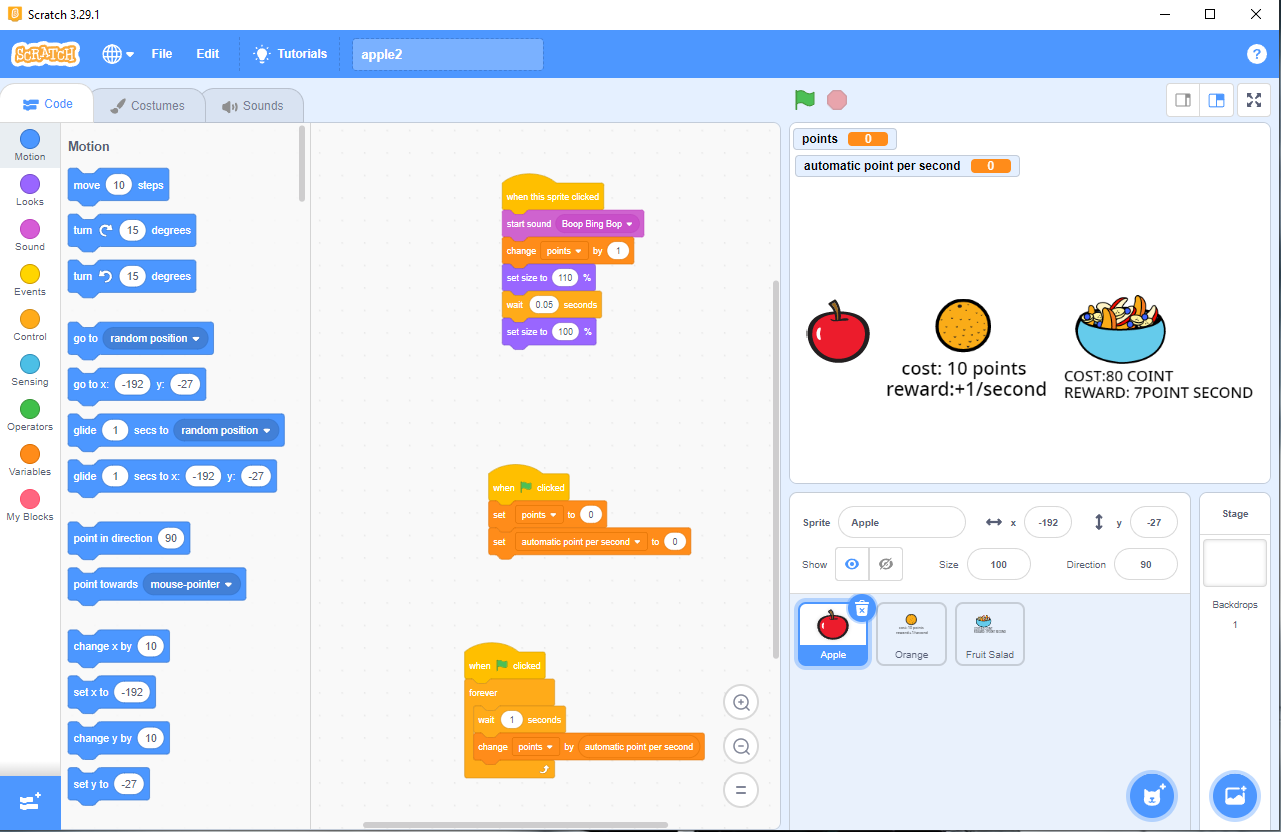 Scratch 3.29.1
SCRATCH File Edit Tutorials apple2 ?
Code Costumes Sounds
Motion
Looks
Sound
Events
Control
Sensing
Operators
Variables
My Blocks
Motion
move 10 steps
turn 15 degrees
turn 15 degrees
go to random position
go to x: -192 y: -27
glide 1 secs to random position
glide 1 secs to x: -192 y: -27
point in direction 90
point towards mouse-pointer
change x by 10
set x to -192
change y by 10
set y to -27
when this sprite clicked
start sound Boop Bing Bop
change points by 1
set size to 110 %
wait 0.05 seconds
set size to 100 %
when clicked
set points to 0
set automatic point per second to 0
when clicked
forever
wait 1 seconds
change points by automatic point per second
points 0
automatic point per second 0
cost: 10 points
reward:+1/second
COST:80 COINT
REWARD: 7POINT SECOND
Sprite Apple x -192 y -27
Show Size 100 Direction 90
Apple
cost: 10 points
reward:+1/second
Orange
Fruit Salad
Stage
Backdrops
1